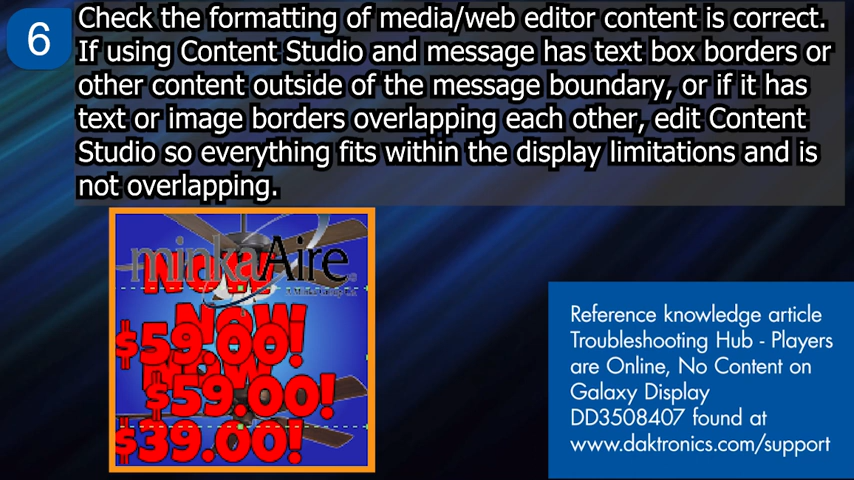 6
Check the formatting of media/web editor content is correct.
If using Content Studio and message has text box borders or
other content outside of the message boundary, or if it has
text or image borders overlapping each other, edit Content
Studio so everything fits within the display limitations and is
not overlapping.
minkaAire
NOW
NOW!
$59.00!
NOW
$59.00!
$39.00!
Reference knowledge article
Troubleshooting Hub - Players
are Online, No Content on
Galaxy Display
DD3508407 found at
www.daktronics.com/support